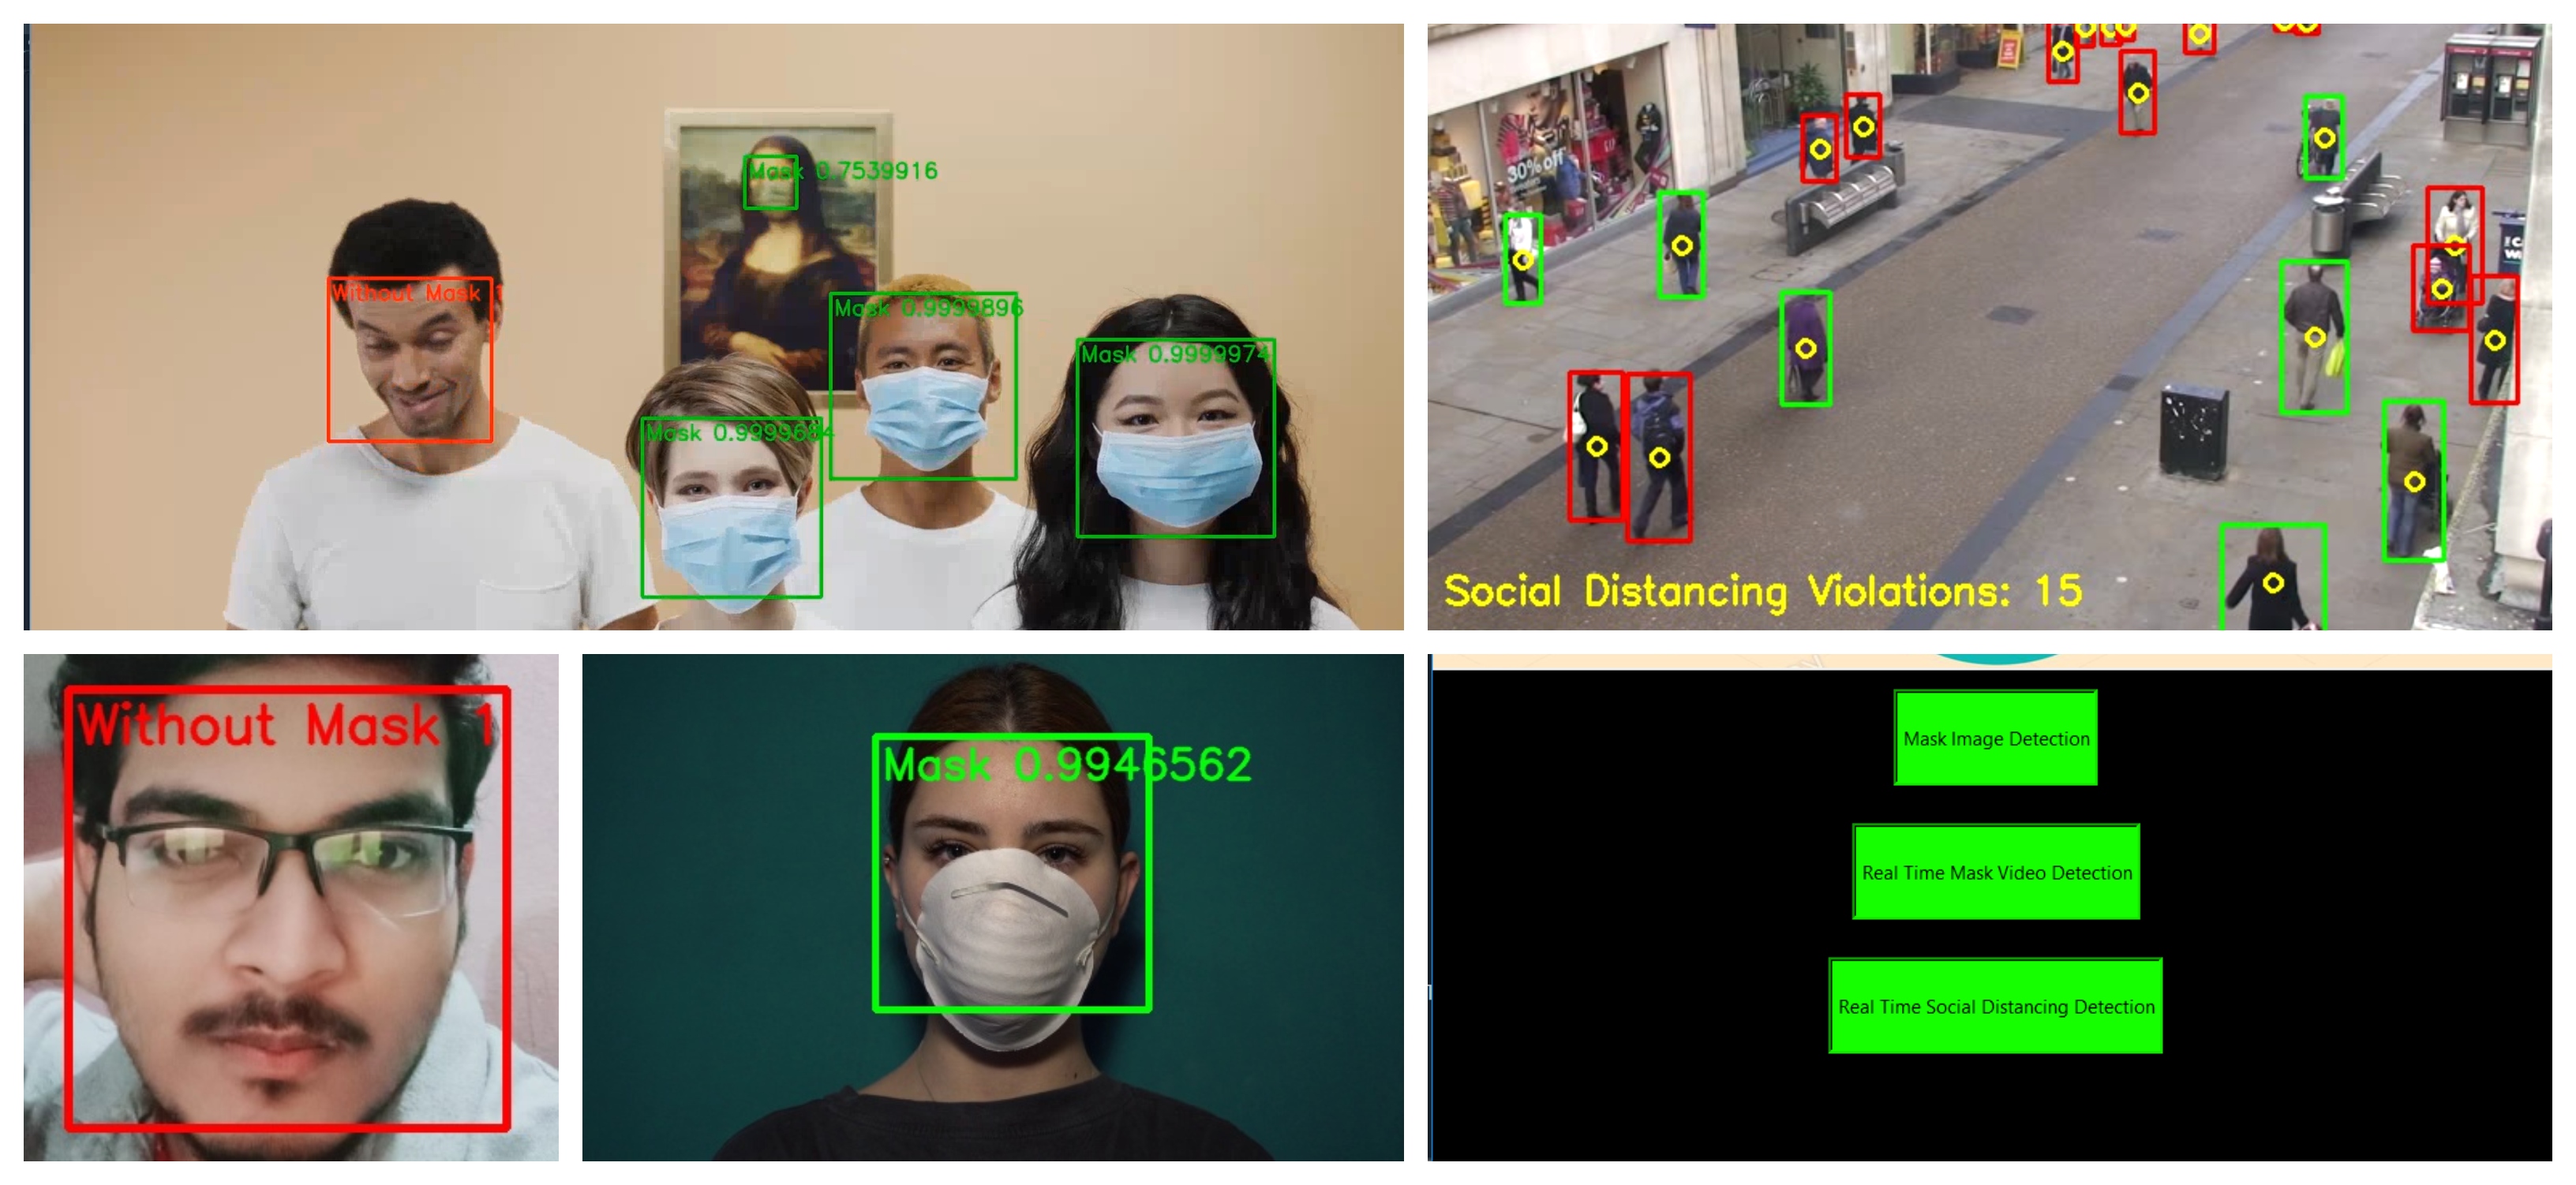 Mask 0.7539916
Without Mask 1
Mask 0.9999896
Mask 0.9999974
Mask 0.9999684
30% off
Social Distancing Violations: 15
Without Mask 1
Mask 0.9946562
Mask Image Detection
Real Time Mask Video Detection
Real Time Social Distancing Detection